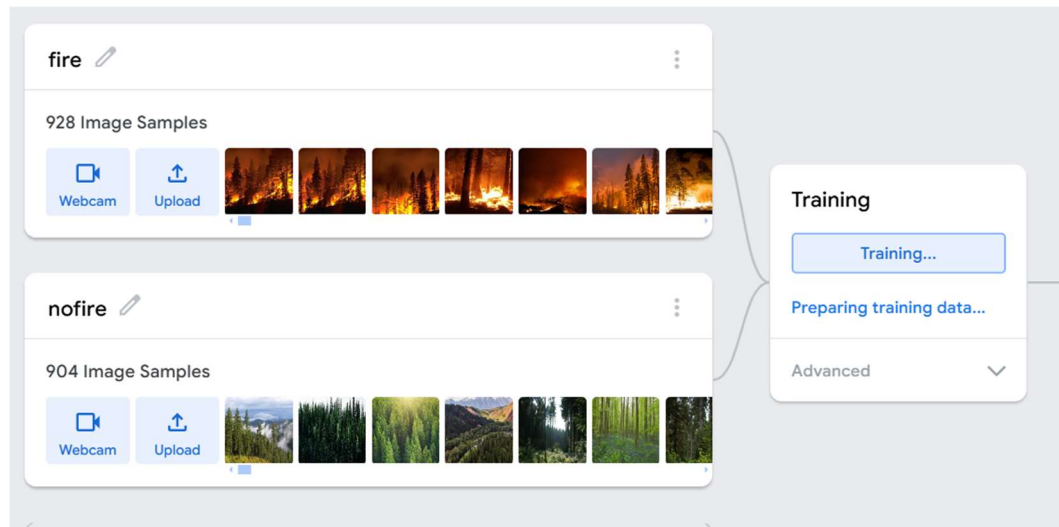 fire
928 Image Samples
Webcam
Upload
nofire
904 Image Samples
Webcam
Upload
Training
Training...
Preparing training data...
Advanced